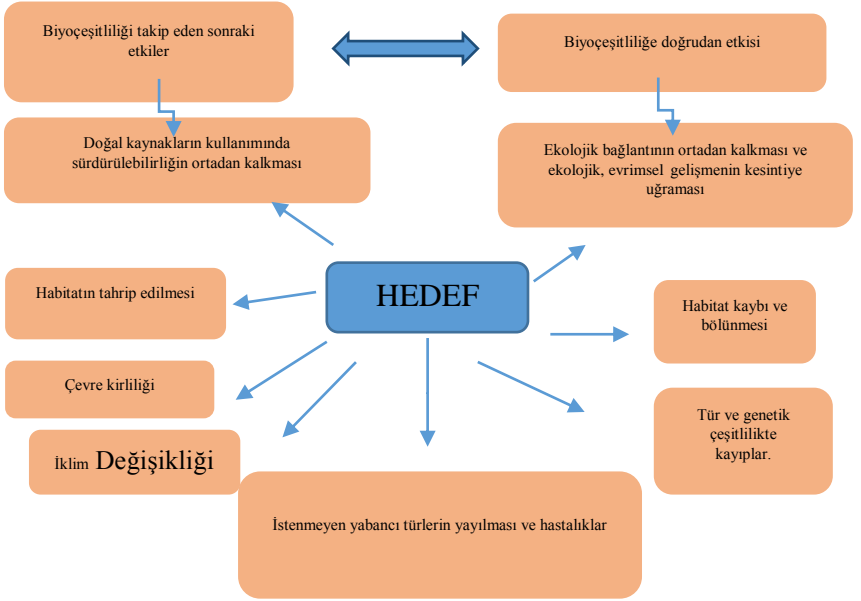 Biyoçeşitliliği takip eden sonraki
etkiler
Biyoçeşitliliğe doğrudan etkisi
Doğal kaynakların kullanımında
sürdürülebilirliğin ortadan kalkması
Ekolojik bağlantının ortadan kalkması ve
ekolojik, evrimsel gelişmenin kesintiye
uğraması
HEDEF
Habitatın tahrip edilmesi
Habitat kaybı ve
bölünmesi
Çevre kirliliği
Tür ve genetik
çeşitlilikte
kayıplar.
İklim Değişikliği
İstenmeyen yabancı türlerin yayılması ve hastalıklar